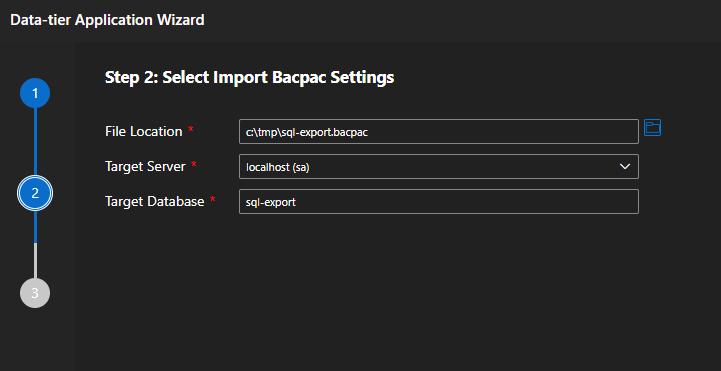 Data-tier Application Wizard
Step 2: Select Import Bacpac Settings
1
File Location *
c:\tmp\sql-export.bacpac
Target Server *
localhost (sa)
2
Target Database *
sql-export
3